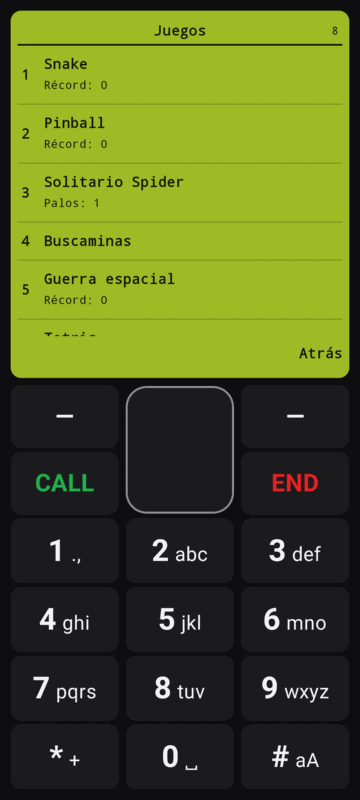 Juegos 8
1 Snake
Récord: 0
2 Pinball
Récord: 0
3 Solitario Spider
Palos: 1
4 Buscaminas
5 Guerra espacial
Récord: 0
Atrás
CALL END
1 ., 2 abc 3 def
4 ghi 5 jkl 6 mno
7 pqrs 8 tuv 9 wxyz
* + 0 ⎵ # aA